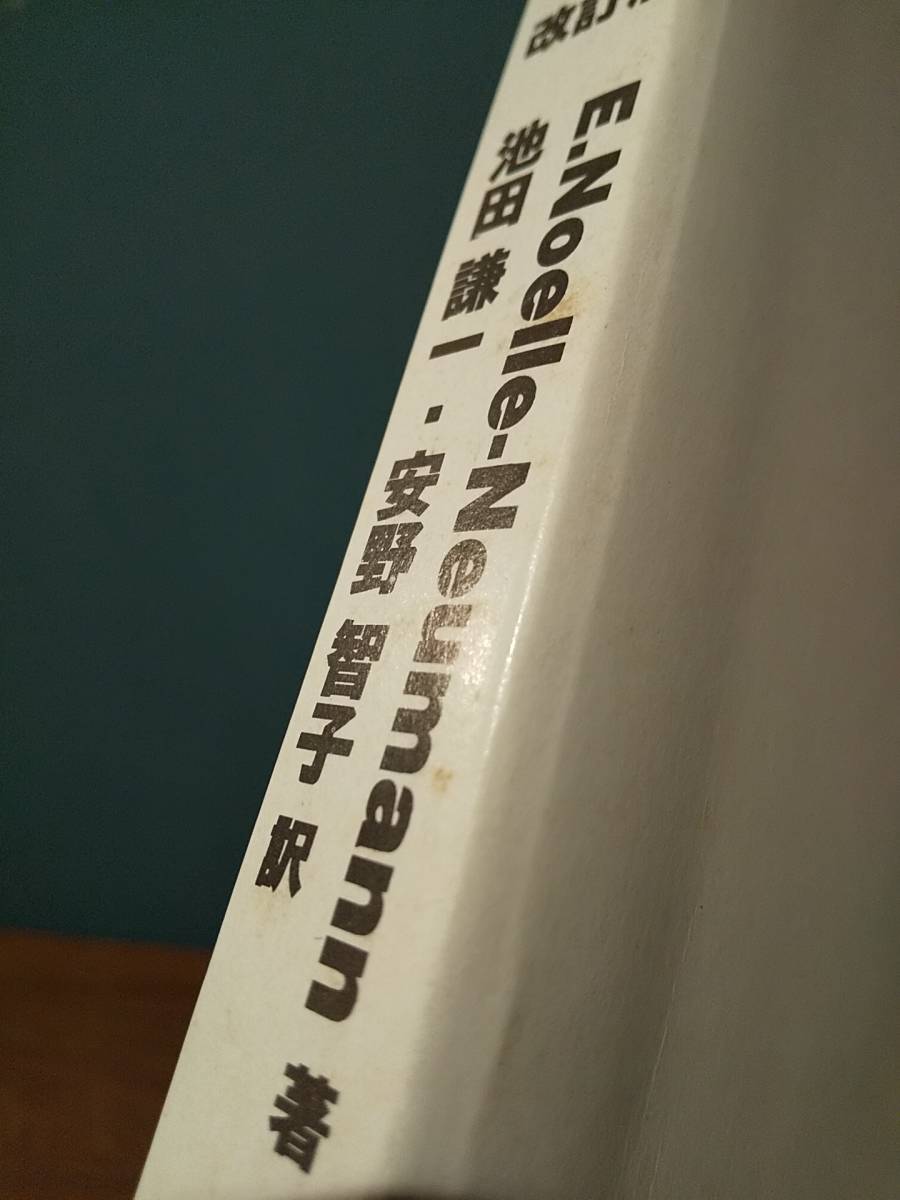 改訂
E.Noelle-Neumann 著
池田 謙一・安野 智子 訳